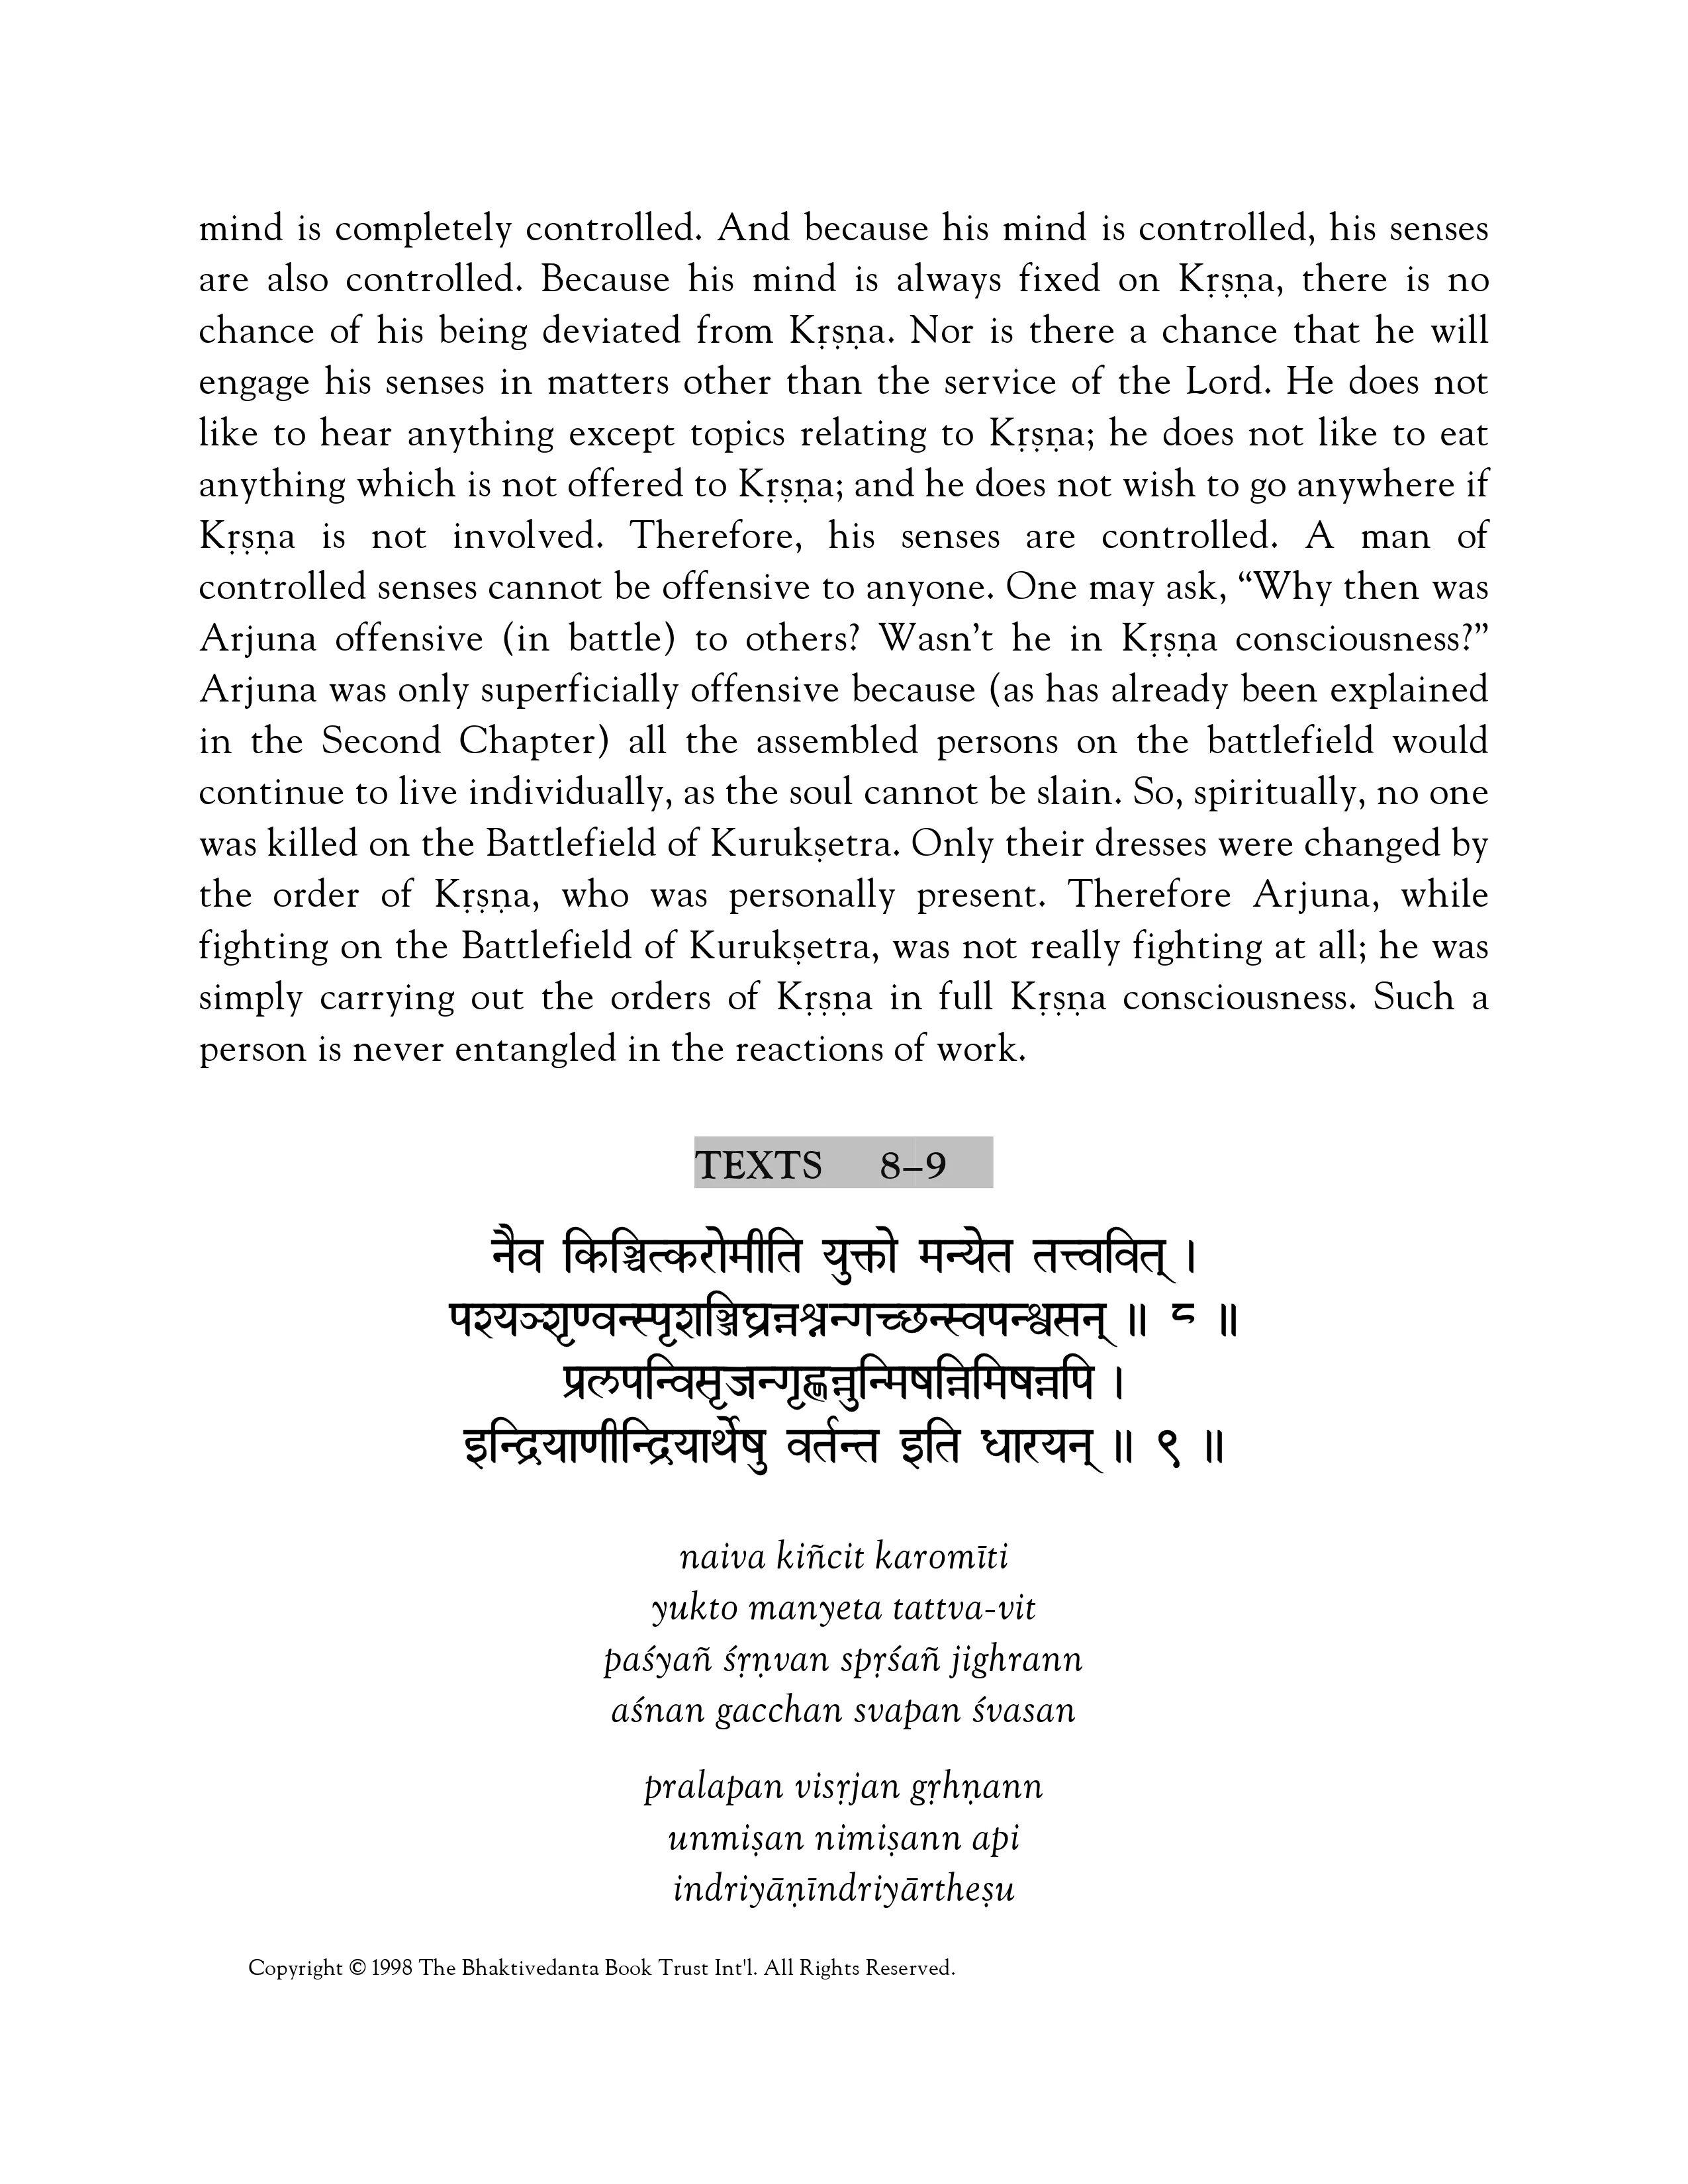 mind is completely controlled. And because his mind is controlled, his senses
are also controlled. Because his mind is always fixed on Kṛṣṇa, there is no
chance of his being deviated from Kṛṣṇa. Nor is there a chance that he will
engage his senses in matters other than the service of the Lord. He does not
like to hear anything except topics relating to Kṛṣṇa; he does not like to eat
anything which is not offered to Kṛṣṇa; and he does not wish to go anywhere if
Kṛṣṇa is not involved. Therefore, his senses are controlled. A man of
controlled senses cannot be offensive to anyone. One may ask, “Why then was
Arjuna offensive (in battle) to others? Wasn’t he in Kṛṣṇa consciousness?”
Arjuna was only superficially offensive because (as has already been explained
in the Second Chapter) all the assembled persons on the battlefield would
continue to live individually, as the soul cannot be slain. So, spiritually, no one
was killed on the Battlefield of Kurukṣetra. Only their dresses were changed by
the order of Kṛṣṇa, who was personally present. Therefore Arjuna, while
fighting on the Battlefield of Kurukṣetra, was not really fighting at all; he was
simply carrying out the orders of Kṛṣṇa in full Kṛṣṇa consciousness. Such a
person is never entangled in the reactions of work.
TEXTS 8–9
नैव किञ्चित्करोमीति युक्तो मन्येत तत्त्ववित् ।
पश्यञ्शृण्वन्स्पृशञ्जिघ्रन्नश्नन्गच्छन्स्वपन्श्वसन् ॥ ८ ॥
प्रलपन्विसृजन्गृह्णन्नुन्मिषन्निमिषन्नपि ।
इन्द्रियाणीन्द्रियार्थेषु वर्तन्त इति धारयन् ॥ ९ ॥
naiva kiñcit karomīti
yukto manyeta tattva-vit
paśyañ śṛṇvan spṛśañ jighrann
aśnan gacchan svapan śvasan
pralapan visṛjan gṛhṇann
unmiṣan nimiṣann api
indriyāṇīndriyārtheṣu
Copyright © 1998 The Bhaktivedanta Book Trust Int'l. All Rights Reserved.